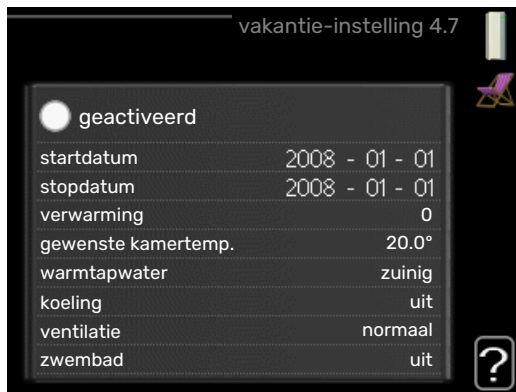 vakantie-instelling 4.7
geactiveerd
startdatum 2008 - 01 - 01
stopdatum 2008 - 01 - 01
verwarming 0
gewenste kamertemp. 20.0°
warmtapwater zuinig
koeling uit
ventilatie normaal
zwembad uit
?